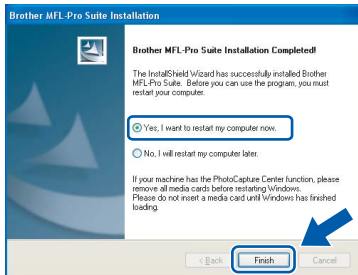 Brother MFL-Pro Suite Installation
Brother MFL-Pro Suite Installation Completed!
The InstallShield Wizard has successfully installed Brother
MFL-Pro Suite. Before you can use the program, you must
restart your computer.
Yes, I want to restart my computer now.
No, I will restart my computer later.
If your machine has the PhotoCapture Center function, please
remove all media cards before restarting Windows.
Please do not insert a media card until Windows has finished
loading.
< Back
Finish
Cancel